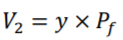 V₂ = y × P_f